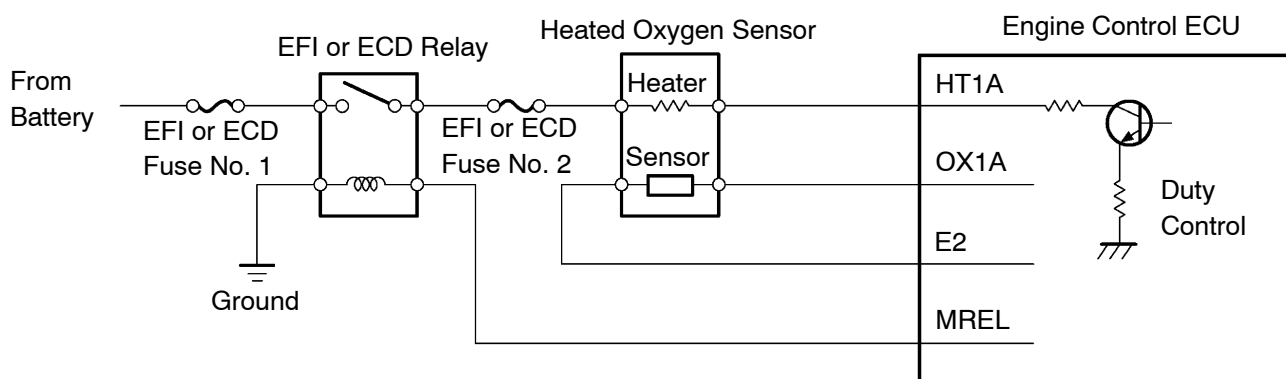 Engine Control ECU
Heated Oxygen Sensor
EFI or ECD Relay
From
Battery
EFI or ECD
Fuse No. 1
EFI or ECD
Fuse No. 2
Heater
Sensor
HT1A
OX1A
E2
MREL
Duty
Control
Ground